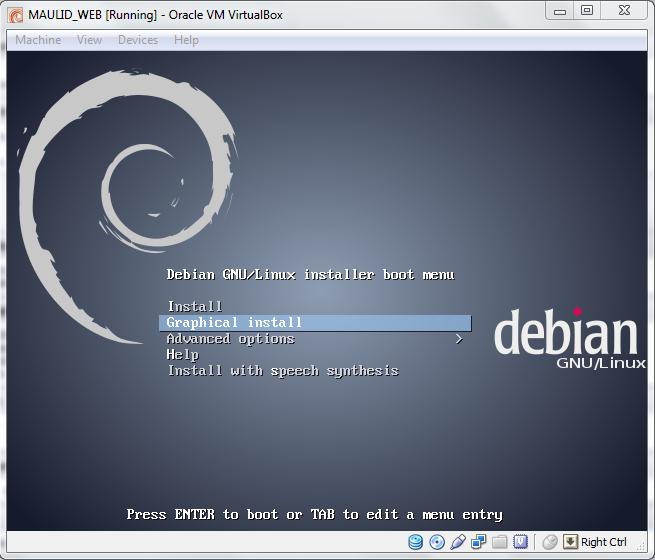 MAULID_WEB [Running] - Oracle VM VirtualBox
Machine View Devices Help
Debian GNU/Linux installer boot menu
Install
Graphical install
Advanced options >
Help
Install with speech synthesis
debian
GNU/Linux
Press ENTER to boot or TAB to edit a menu entry
Right Ctrl